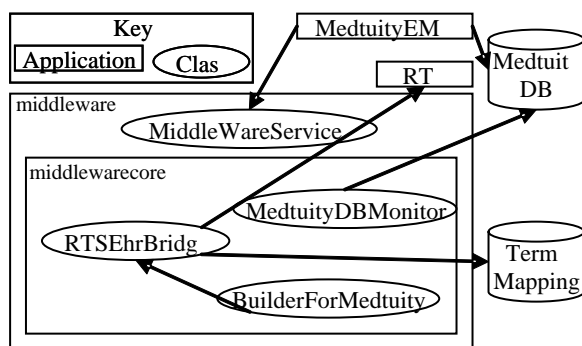 Key
Application
Clas
MedtuityEM
RT
Medtuit
DB
middleware
MiddleWareService
middlewarecore
MedtuityDBMonitor
RTSEhrBridg
BuilderForMedtuity
Term
Mapping